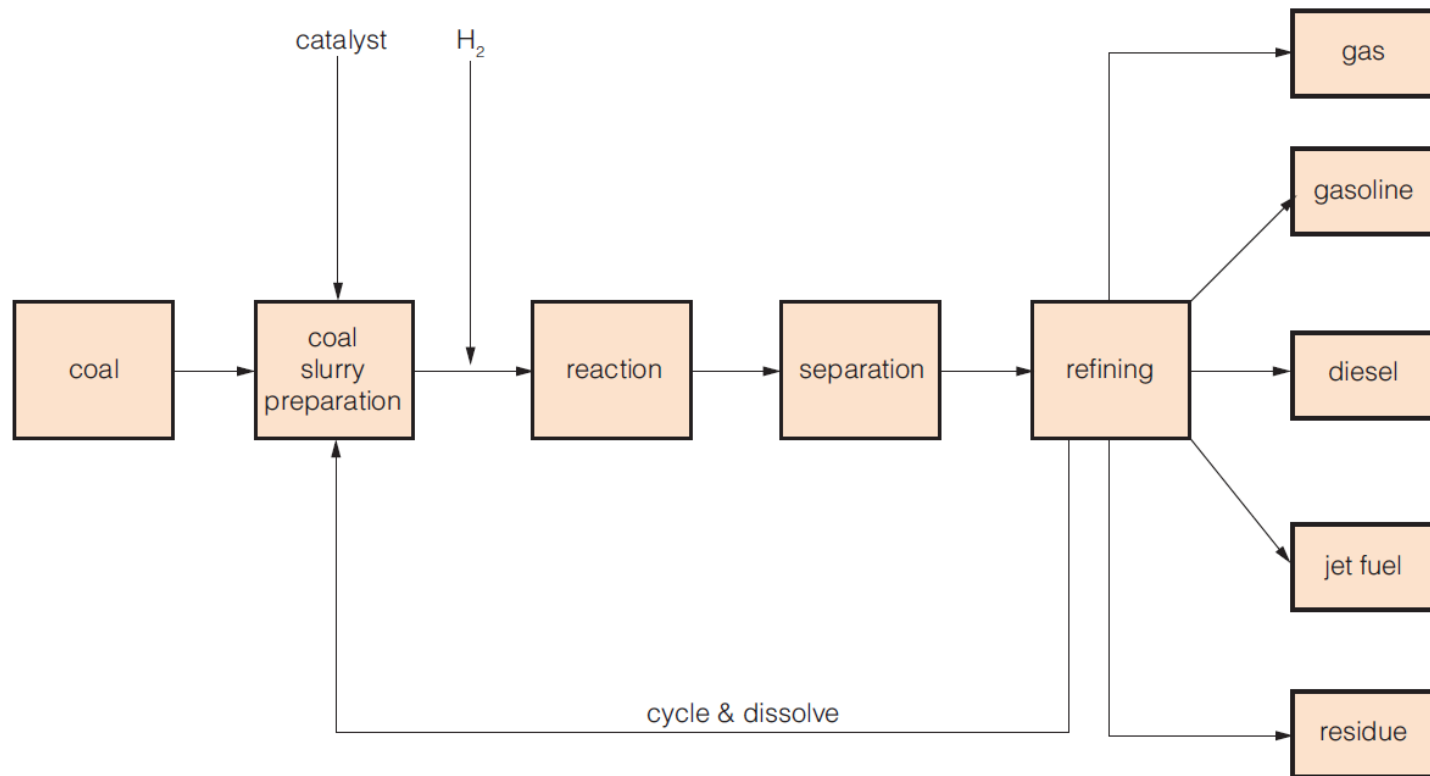 catalyst
H₂
gas
gasoline
coal
coal
slurry
preparation
reaction
separation
refining
diesel
jet fuel
cycle & dissolve
residue